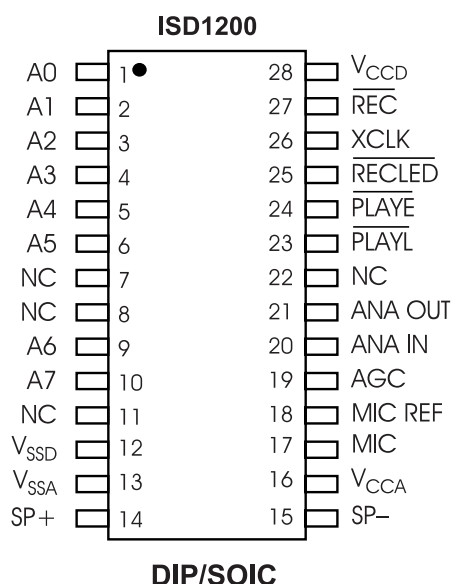 ISD1200
A0 1 28 VCCD
A1 2 27 REC
A2 3 26 XCLK
A3 4 25 RECLED
A4 5 24 PLAYE
A5 6 23 PLAYL
NC 7 22 NC
NC 8 21 ANA OUT
A6 9 20 ANA IN
A7 10 19 AGC
NC 11 18 MIC REF
VSSD 12 17 MIC
VSSA 13 16 VCCA
SP+ 14 15 SP–
DIP/SOIC